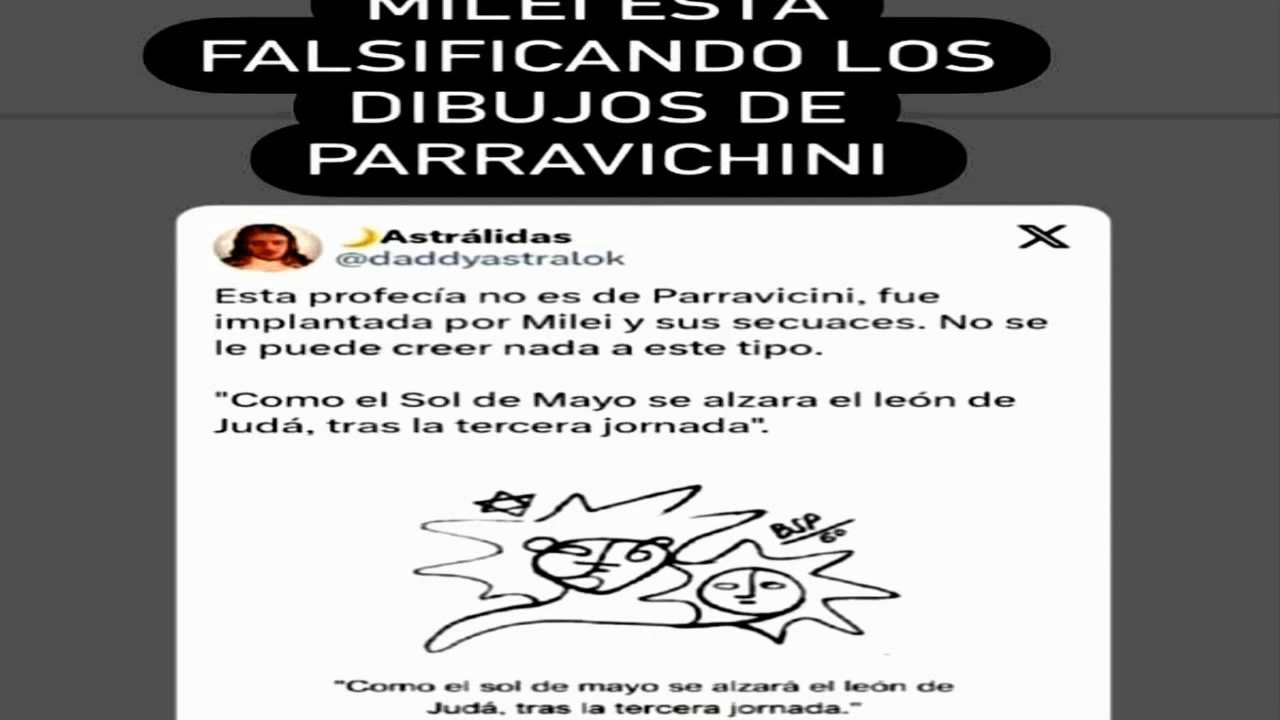 MILEI ESTA
FALSIFICANDO LOS
DIBUJOS DE
PARRAVICHINI
Astrálidas
@daddyastralok
Esta profecía no es de Parravicini, fue
implantada por Milei y sus secuaces. No se
le puede creer nada a este tipo.
"Como el Sol de Mayo se alzara el león de
Judá, tras la tercera jornada".
BSP/60
"Como el sol de mayo se alzará el león de
Judá, tras la tercera jornada."